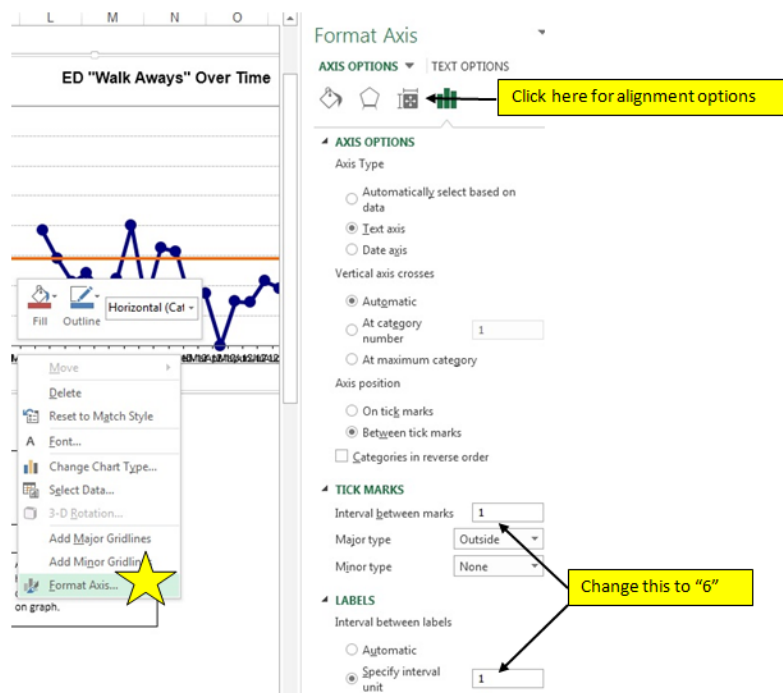 L M N O
ED "Walk Aways" Over Time
Fill Outline Horizontal (Cat
Move
Delete
Reset to Match Style
A Font...
Change Chart Type...
Select Data...
3-D Rotation...
Add Major Gridlines
Add Minor Gridlin
Format Axis...
on graph.
Format Axis
AXIS OPTIONS TEXT OPTIONS
Click here for alignment options
AXIS OPTIONS
Axis Type
Automatically select based on
data
Text axis
Date axis
Vertical axis crosses
Automatic
At category
number
1
At maximum category
Axis position
On tick marks
Between tick marks
Categories in reverse order
TICK MARKS
Interval between marks 1
Major type Outside
Minor type None
Change this to “6”
LABELS
Interval between labels
Automatic
Specify interval
unit
1